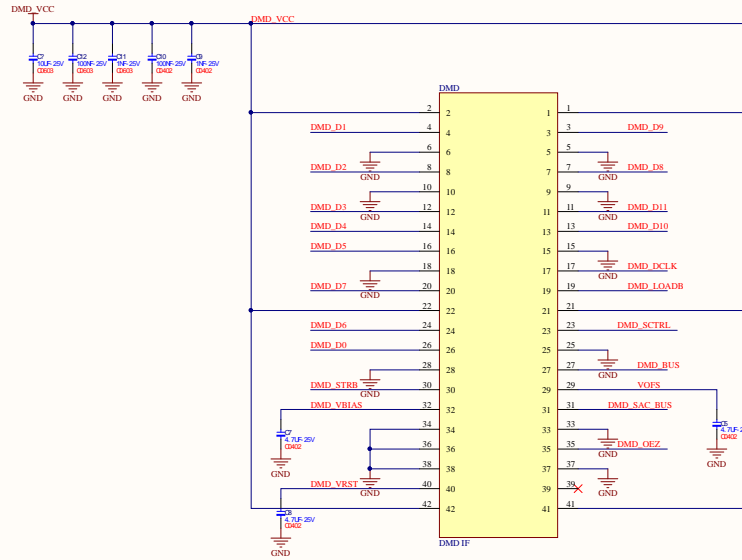 DMD_VCC
DMD_VCC
C? 10UF-25V C0603
C12 100NF-25V C0603
C11 1NF-25V C0603
C10 100NF-25V C0402
C9 1NF-25V C0402
GND GND GND GND GND
DMD
2 2 1 1
DMD_D1 4 4 3 3 DMD_D9
6 6 5 5
GND GND
DMD_D2 8 8 7 7 DMD_D8
10 10 9 9
GND GND
DMD_D3 12 12 11 11 DMD_D11
DMD_D4 14 14 13 13 DMD_D10
DMD_D5 16 16 15 15
GND
18 18 17 17 DMD_DCLK
GND
DMD_D7 20 20 19 19 DMD_LOADB
22 22 21 21
DMD_D6 24 24 23 23 DMD_SCTRL
DMD_D0 26 26 25 25
GND
28 28 27 27 DMD_BUS
GND
DMD_STRB 30 30 29 29 VOFS
DMD_VBIAS 32 32 31 31 DMD_SAC_BUS
C7 4.7UF-25V C0402
34 34 33 33
GND
36 36 35 35 DMD_OEZ
GND
38 38 37 37
GND GND
DMD_VRST 40 40 39 39
42 42 41 41
C8 4.7UF-25V C0402
GND
C0402
GND
DMD IF